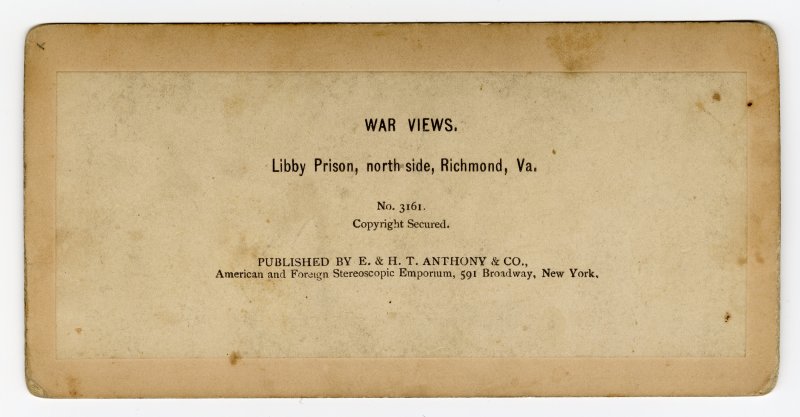 WAR VIEWS.
Libby Prison, north side, Richmond, Va.
No. 3161.
Copyright Secured.
PUBLISHED BY E. & H. T. ANTHONY & CO.,
American and Foreign Stereoscopic Emporium, 591 Broadway, New York.